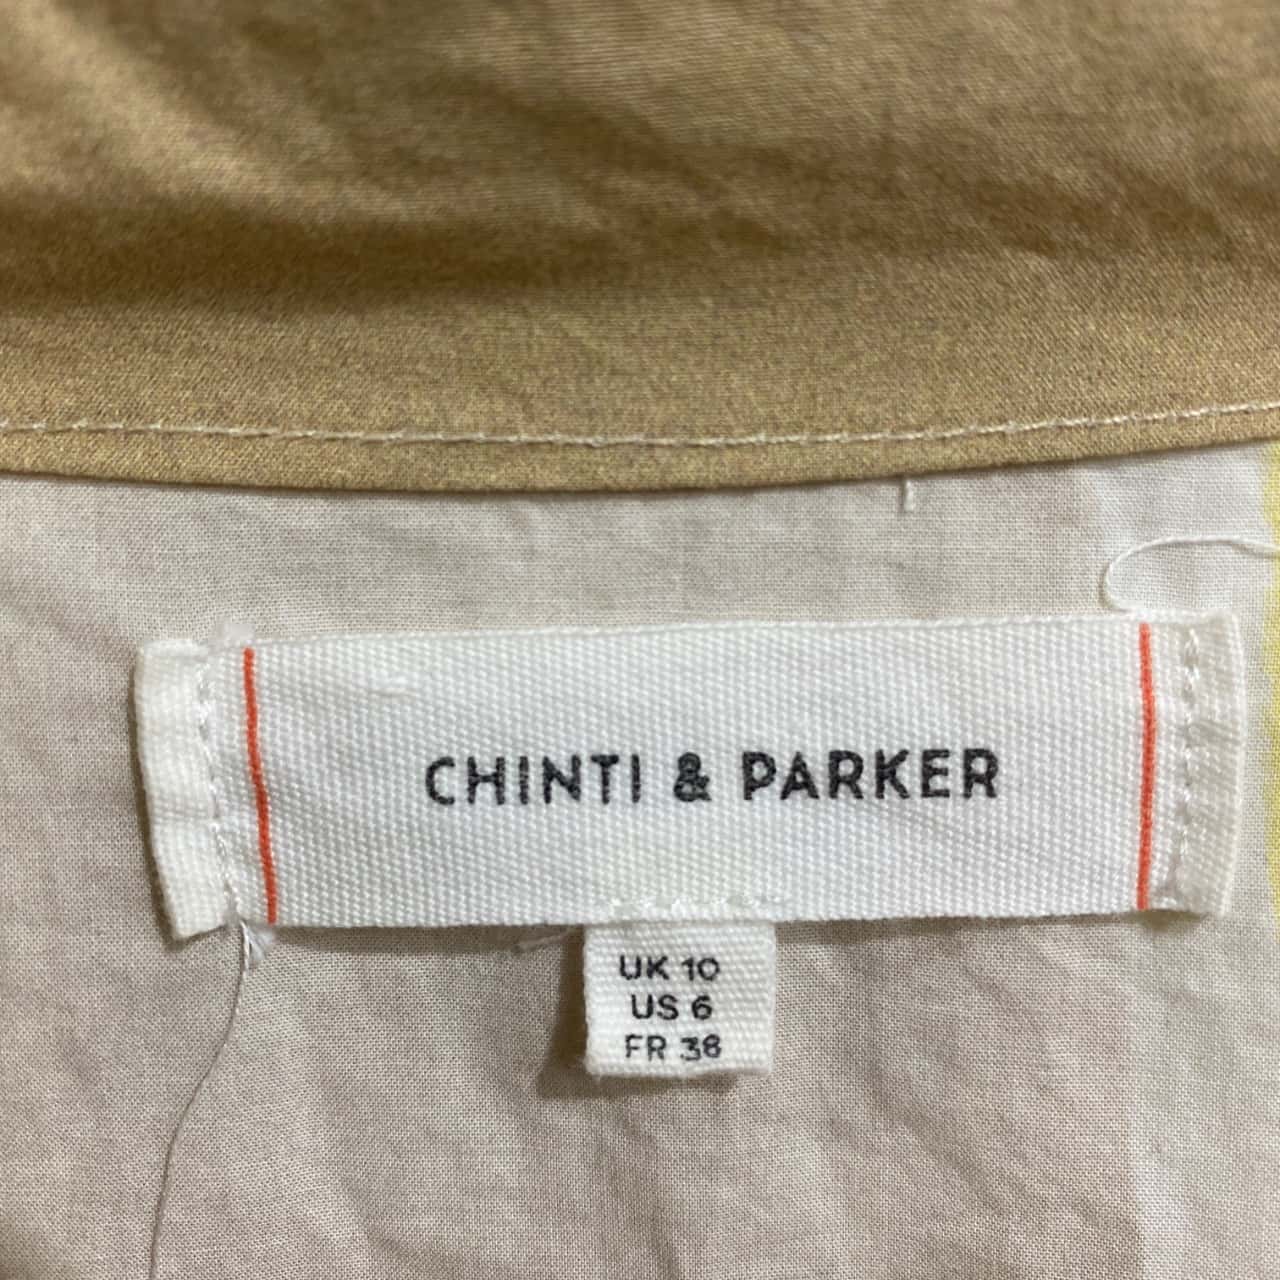 CHINTI & PARKER
UK 10
US 6
FR 38